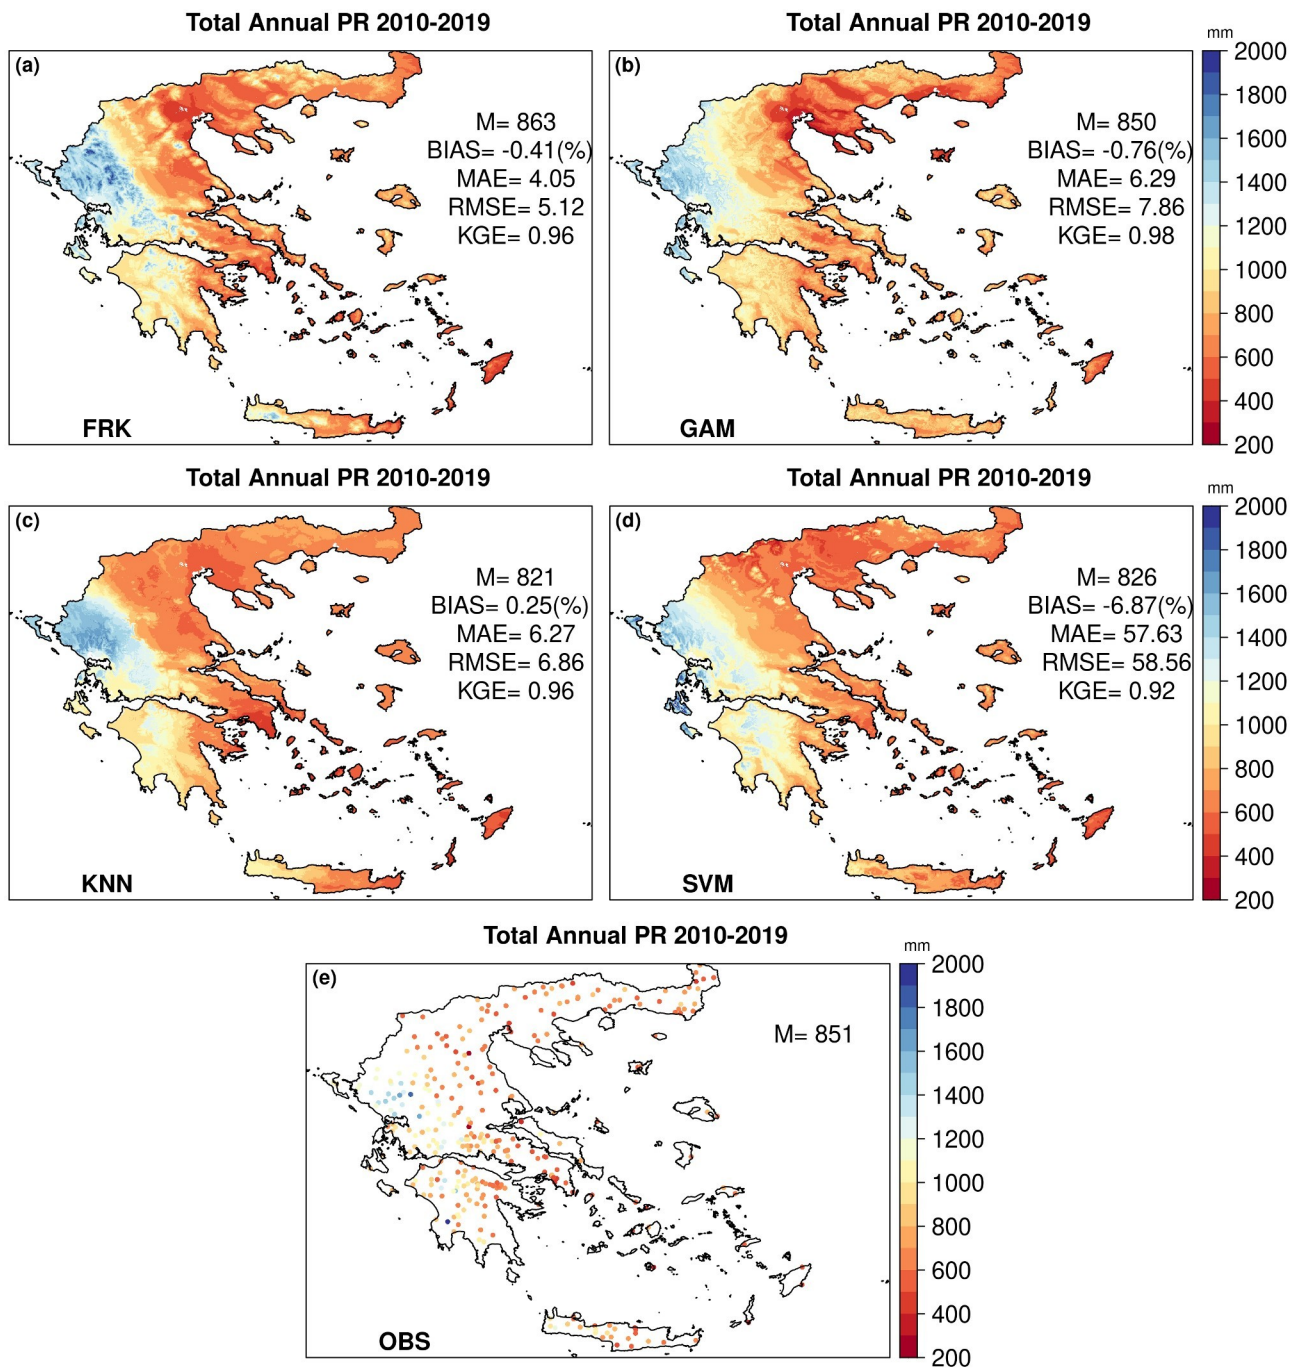 Total Annual PR 2010-2019
(a)
M= 863
BIAS= -0.41(%)
MAE= 4.05
RMSE= 5.12
KGE= 0.96
FRK
Total Annual PR 2010-2019
(b)
M= 850
BIAS= -0.76(%)
MAE= 6.29
RMSE= 7.86
KGE= 0.98
GAM
mm
2000
1800
1600
1400
1200
1000
800
600
400
200
Total Annual PR 2010-2019
(c)
M= 821
BIAS= 0.25(%)
MAE= 6.27
RMSE= 6.86
KGE= 0.96
KNN
Total Annual PR 2010-2019
(d)
M= 826
BIAS= -6.87(%)
MAE= 57.63
RMSE= 58.56
KGE= 0.92
SVM
mm
2000
1800
1600
1400
1200
1000
800
600
400
200
Total Annual PR 2010-2019
(e)
M= 851
OBS
mm
2000
1800
1600
1400
1200
1000
800
600
400
200